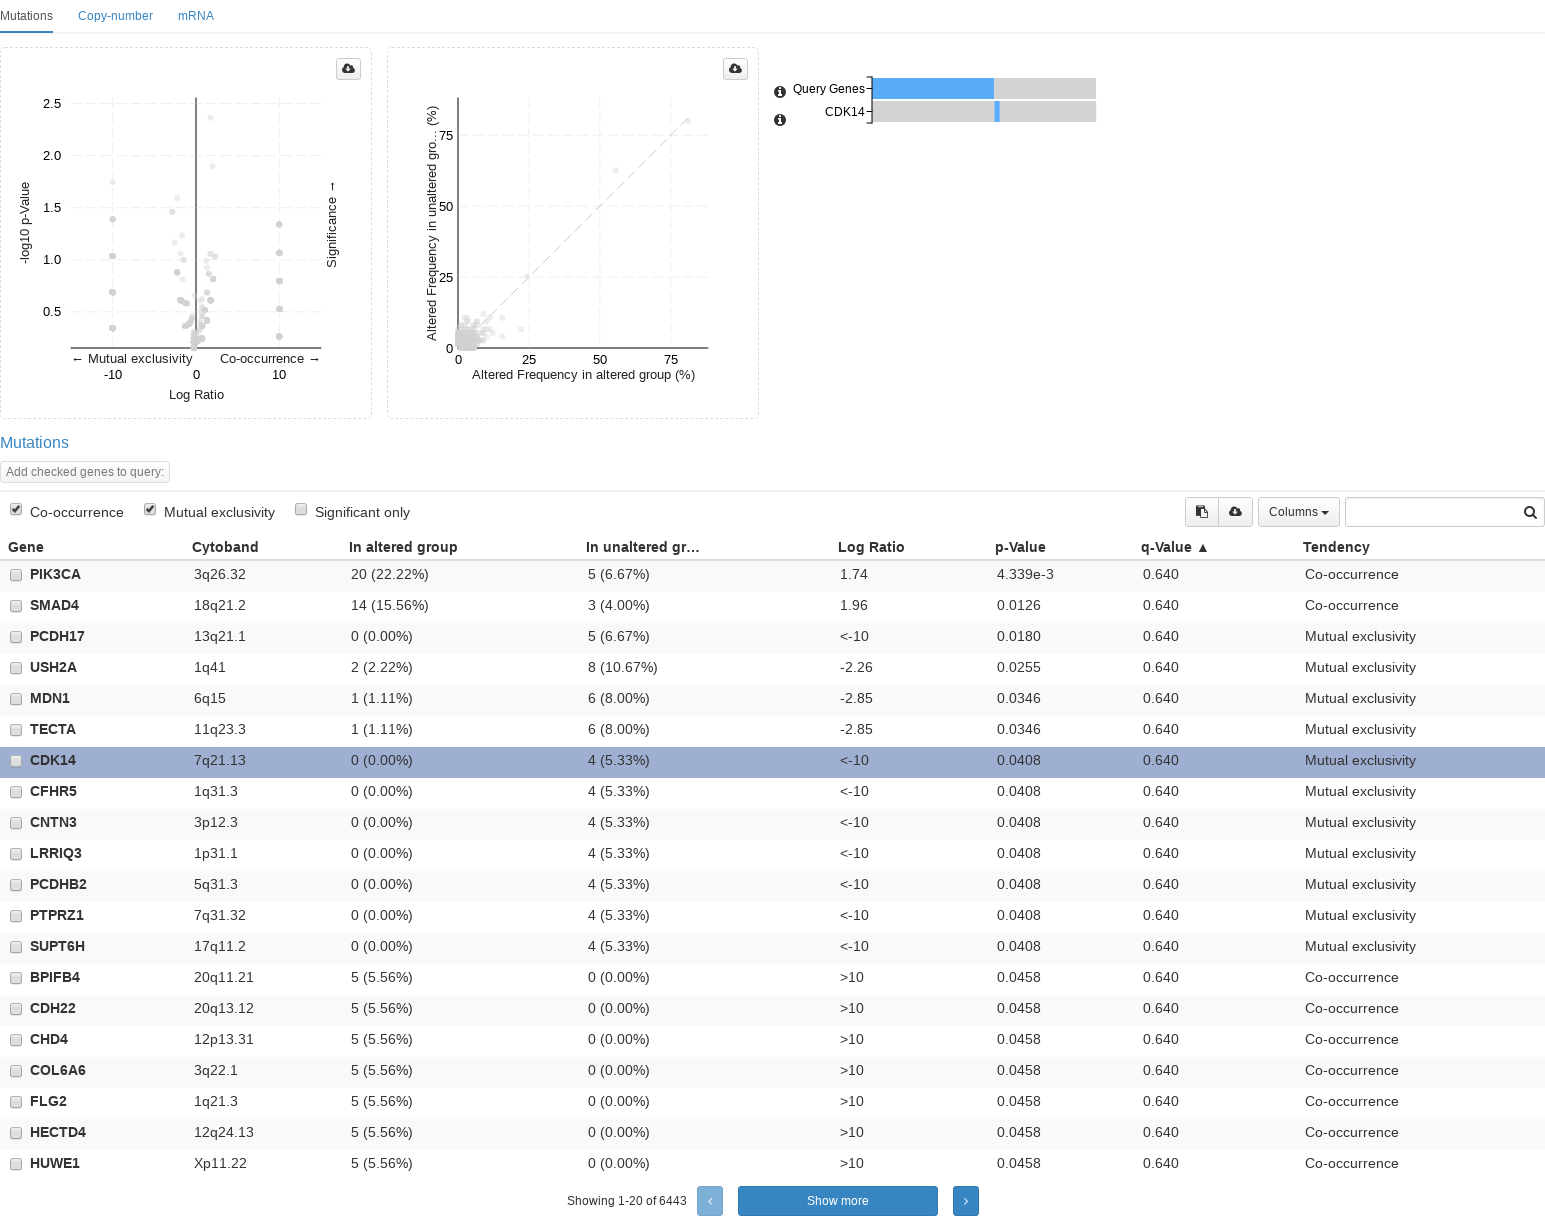 Mutations Copy-number mRNA
2.5
2.0
1.5
1.0
0.5
-log10 p-Value
Significance →
← Mutual exclusivity Co-occurrence →
-10 0 10
Log Ratio
75
50
25
0
Altered Frequency in unaltered gro... (%)
0 25 50 75
Altered Frequency in altered group (%)
Query Genes
CDK14
Mutations
Add checked genes to query:
Co-occurrence Mutual exclusivity Significant only Columns
Gene Cytoband In altered group In unaltered gr... Log Ratio p-Value q-Value ▲ Tendency
PIK3CA 3q26.32 20 (22.22%) 5 (6.67%) 1.74 4.339e-3 0.640 Co-occurrence
SMAD4 18q21.2 14 (15.56%) 3 (4.00%) 1.96 0.0126 0.640 Co-occurrence
PCDH17 13q21.1 0 (0.00%) 5 (6.67%) <-10 0.0180 0.640 Mutual exclusivity
USH2A 1q41 2 (2.22%) 8 (10.67%) -2.26 0.0255 0.640 Mutual exclusivity
MDN1 6q15 1 (1.11%) 6 (8.00%) -2.85 0.0346 0.640 Mutual exclusivity
TECTA 11q23.3 1 (1.11%) 6 (8.00%) -2.85 0.0346 0.640 Mutual exclusivity
CDK14 7q21.13 0 (0.00%) 4 (5.33%) <-10 0.0408 0.640 Mutual exclusivity
CFHR5 1q31.3 0 (0.00%) 4 (5.33%) <-10 0.0408 0.640 Mutual exclusivity
CNTN3 3p12.3 0 (0.00%) 4 (5.33%) <-10 0.0408 0.640 Mutual exclusivity
LRRIQ3 1p31.1 0 (0.00%) 4 (5.33%) <-10 0.0408 0.640 Mutual exclusivity
PCDHB2 5q31.3 0 (0.00%) 4 (5.33%) <-10 0.0408 0.640 Mutual exclusivity
PTPRZ1 7q31.32 0 (0.00%) 4 (5.33%) <-10 0.0408 0.640 Mutual exclusivity
SUPT6H 17q11.2 0 (0.00%) 4 (5.33%) <-10 0.0408 0.640 Mutual exclusivity
BPIFB4 20q11.21 5 (5.56%) 0 (0.00%) >10 0.0458 0.640 Co-occurrence
CDH22 20q13.12 5 (5.56%) 0 (0.00%) >10 0.0458 0.640 Co-occurrence
CHD4 12p13.31 5 (5.56%) 0 (0.00%) >10 0.0458 0.640 Co-occurrence
COL6A6 3q22.1 5 (5.56%) 0 (0.00%) >10 0.0458 0.640 Co-occurrence
FLG2 1q21.3 5 (5.56%) 0 (0.00%) >10 0.0458 0.640 Co-occurrence
HECTD4 12q24.13 5 (5.56%) 0 (0.00%) >10 0.0458 0.640 Co-occurrence
HUWE1 Xp11.22 5 (5.56%) 0 (0.00%) >10 0.0458 0.640 Co-occurrence
Showing 1-20 of 6443 ‹ Show more ›